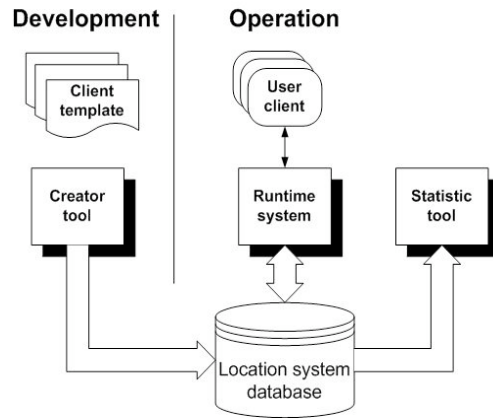 Development
Operation
Client
template
User
client
Creator
tool
Runtime
system
Statistic
tool
Location system
database